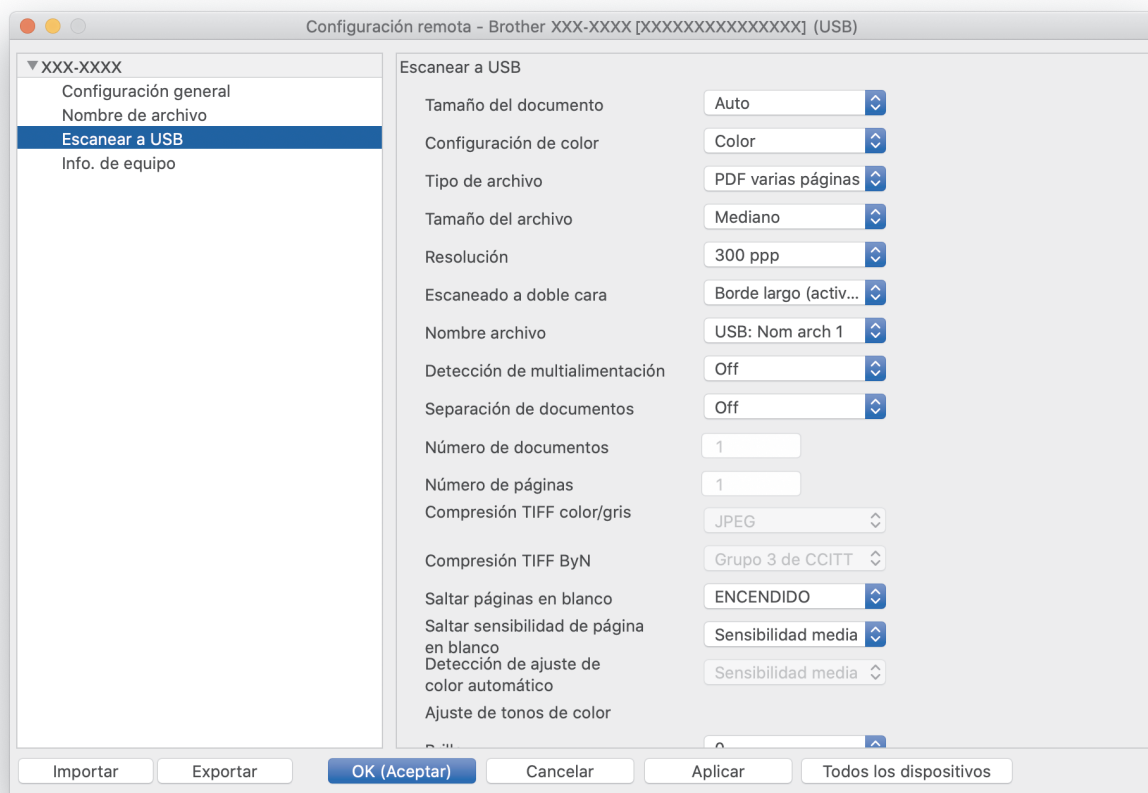 Configuración remota - Brother XXX-XXXX [XXXXXXXXXXXXXXX] (USB)
XXX-XXXX
Configuración general
Nombre de archivo
Escanear a USB
Info. de equipo
Escanear a USB
Tamaño del documento Auto
Configuración de color Color
Tipo de archivo PDF varias páginas
Tamaño del archivo Mediano
Resolución 300 ppp
Escaneado a doble cara Borde largo (activ...
Nombre archivo USB: Nom arch 1
Detección de multialimentación Off
Separación de documentos Off
Número de documentos 1
Número de páginas 1
Compresión TIFF color/gris JPEG
Compresión TIFF ByN Grupo 3 de CCITT
Saltar páginas en blanco ENCENDIDO
Saltar sensibilidad de página
en blanco Sensibilidad media
Detección de ajuste de
color automático Sensibilidad media
Ajuste de tonos de color
Importar Exportar OK (Aceptar) Cancelar Aplicar Todos los dispositivos